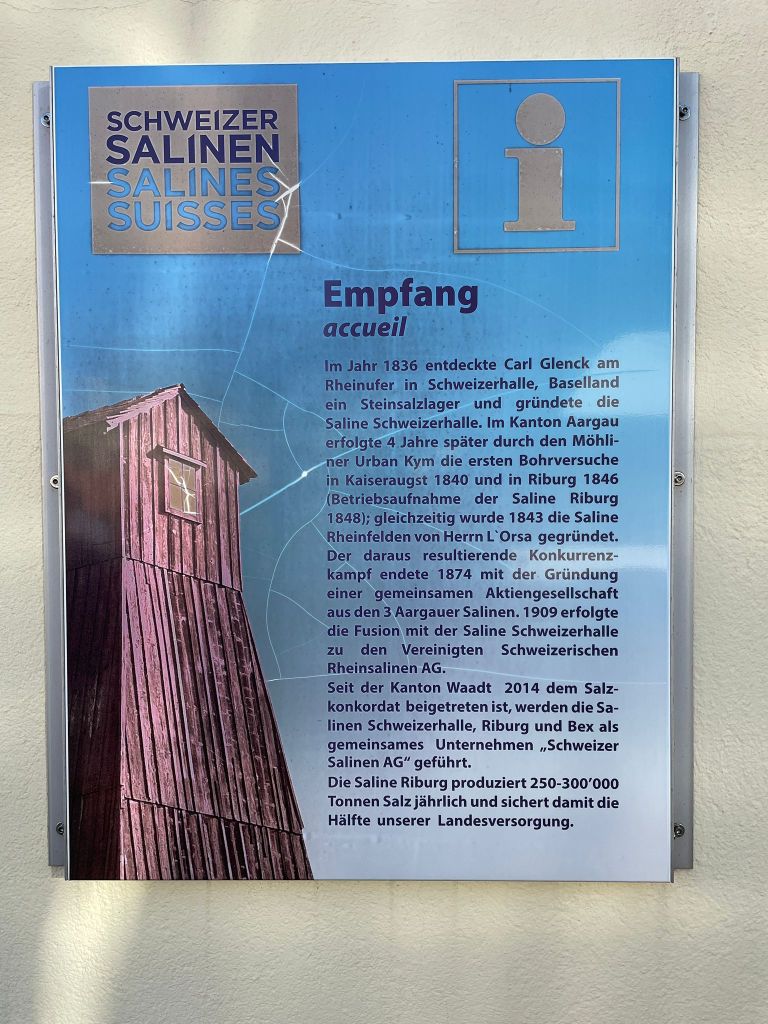 SCHWEIZER
SALINEN
SALINES
SUISSES
i
Empfang
accueil
Im Jahr 1836 entdeckte Carl Glenck am
Rheinufer in Schweizerhalle, Baselland
ein Steinsalzlager und gründete die
Saline Schweizerhalle. Im Kanton Aargau
erfolgte 4 Jahre später durch den Möhli-
ner Urban Kym die ersten Bohrversuche
in Kaiseraugst 1840 und in Riburg 1846
(Betriebsaufnahme der Saline Riburg
1848); gleichzeitig wurde 1843 die Saline
Rheinfelden von Herrn L`Orsa gegründet.
Der daraus resultierende Konkurrenz-
kampf endete 1874 mit der Gründung
einer gemeinsamen Aktiengesellschaft
aus den 3 Aargauer Salinen. 1909 erfolgte
die Fusion mit der Saline Schweizerhalle
zu den Vereinigten Schweizerischen
Rheinsalinen AG.
Seit der Kanton Waadt 2014 dem Salz-
konkordat beigetreten ist, werden die Sa-
linen Schweizerhalle, Riburg und Bex als
gemeinsames Unternehmen „Schweizer
Salinen AG“ geführt.
Die Saline Riburg produziert 250-300’000
Tonnen Salz jährlich und sichert damit die
Hälfte unserer Landesversorgung.